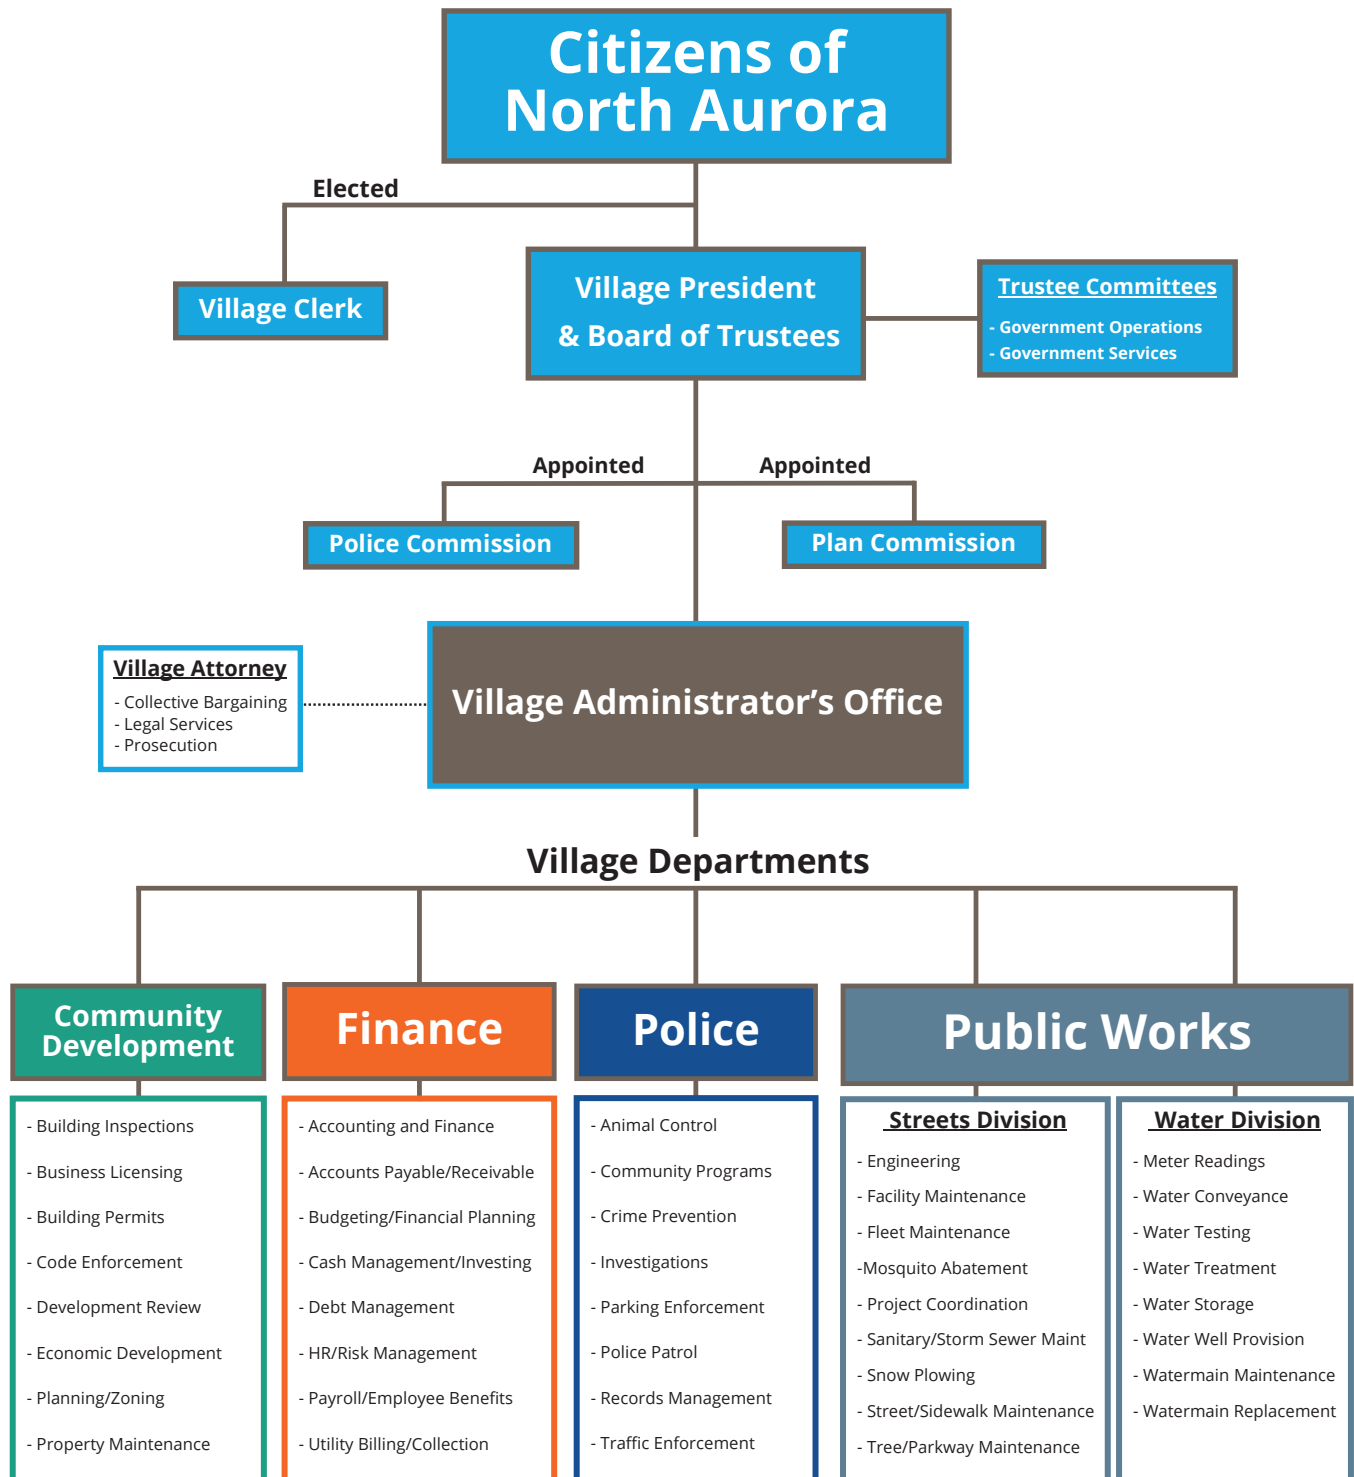 Citizens of
North Aurora
Elected
Village Clerk
Village President
& Board of Trustees
Trustee Committees
- Government Operations
- Government Services
Appointed
Appointed
Police Commission
Plan Commission
Village Attorney
- Collective Bargaining
- Legal Services
- Prosecution
Village Administrator’s Office
Village Departments
Community
Development
- Building Inspections
- Business Licensing
- Building Permits
- Code Enforcement
- Development Review
- Economic Development
- Planning/Zoning
- Property Maintenance
Finance
- Accounting and Finance
- Accounts Payable/Receivable
- Budgeting/Financial Planning
- Cash Management/Investing
- Debt Management
- HR/Risk Management
- Payroll/Employee Benefits
- Utility Billing/Collection
Police
- Animal Control
- Community Programs
- Crime Prevention
- Investigations
- Parking Enforcement
- Police Patrol
- Records Management
- Traffic Enforcement
Public Works
Streets Division
- Engineering
- Facility Maintenance
- Fleet Maintenance
-Mosquito Abatement
- Project Coordination
- Sanitary/Storm Sewer Maint
- Snow Plowing
- Street/Sidewalk Maintenance
- Tree/Parkway Maintenance
Water Division
- Meter Readings
- Water Conveyance
- Water Testing
- Water Treatment
- Water Storage
- Water Well Provision
- Watermain Maintenance
- Watermain Replacement